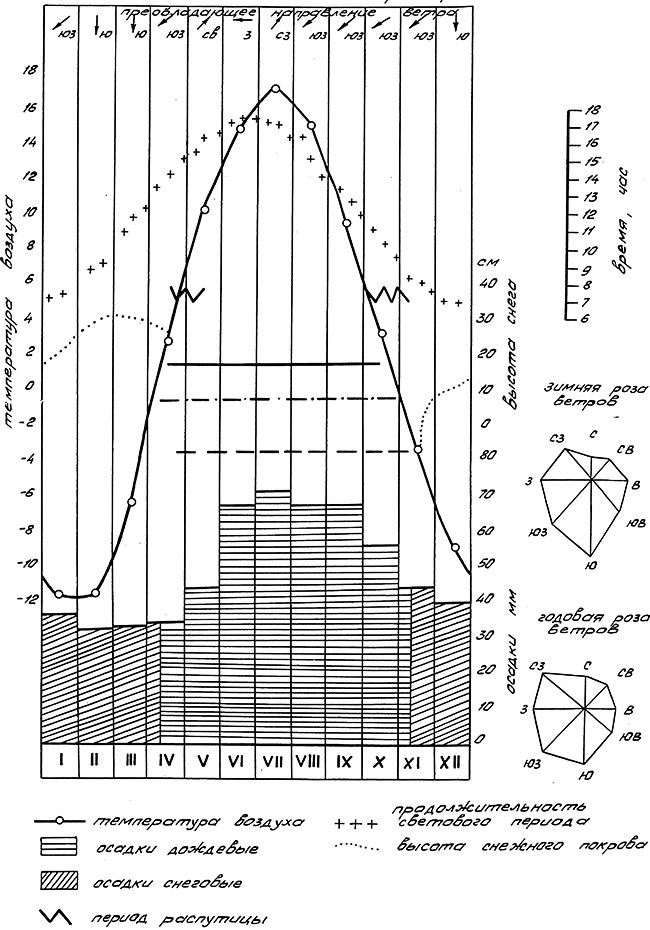 преовладающее направление ветра
ЮЗ Ю Ю ЮЗ СВ З СЗ ЮЗ ЮЗ ЮЗ ЮЗ Ю
температура воздуха
18
16
14
12
10
8
6
4
2
0
-2
-4
-6
-8
-10
-12
см
40
30
20
10
0
высота снега
80
70
60
50
40
30
20
10
0
осадки мм
I II III IV V VI VII VIII IX X XI XII
18
17
16
15
14
13
12
11
10
9
8
7
6
время, час
зимняя роза
ветров
С
СЗ СВ
З В
ЮЗ ЮВ
Ю
годовая роза
ветров
СЗ С СВ
З В
ЮВ
ЮЗ
Ю
температура воздуха
осадки дождевые
осадки снеговые
период распутицы
продолжительность
светового периода
высота снежного покрова